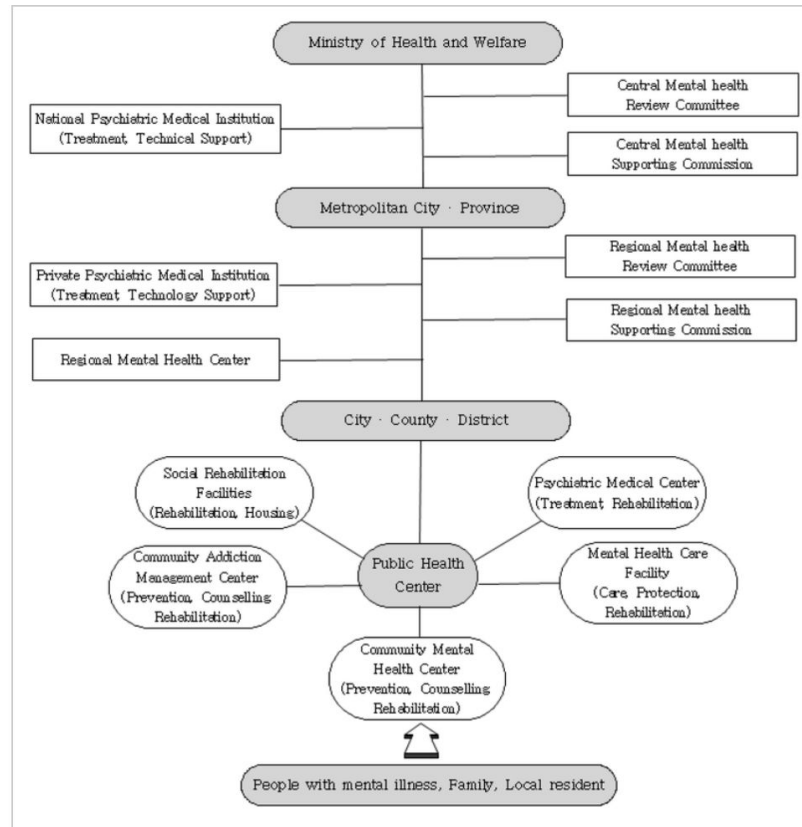 Ministry of Health and Welfare
Central Mental health
Review Committee
National Psychiatric Medical Institution
(Treatment, Technical Support)
Central Mental health
Supporting Commission
Metropolitan City · Province
Regional Mental health
Review Committee
Private Psychiatric Medical Institution
(Treatment, Technology Support)
Regional Mental health
Supporting Commission
Regional Mental Health Center
City · County · District
Social Rehabilitation
Facilities
(Rehabilitation, Housing)
Psychiatric Medical Center
(Treatment, Rehabilitation)
Community Addiction
Management Center
(Prevention, Counselling
Rehabilitation)
Public Health
Center
Mental Health Care
Facility
(Care, Protection,
Rehabilitation)
Community Mental
Health Center
(Prevention, Counselling
Rehabilitation)
People with mental illness, Family, Local resident